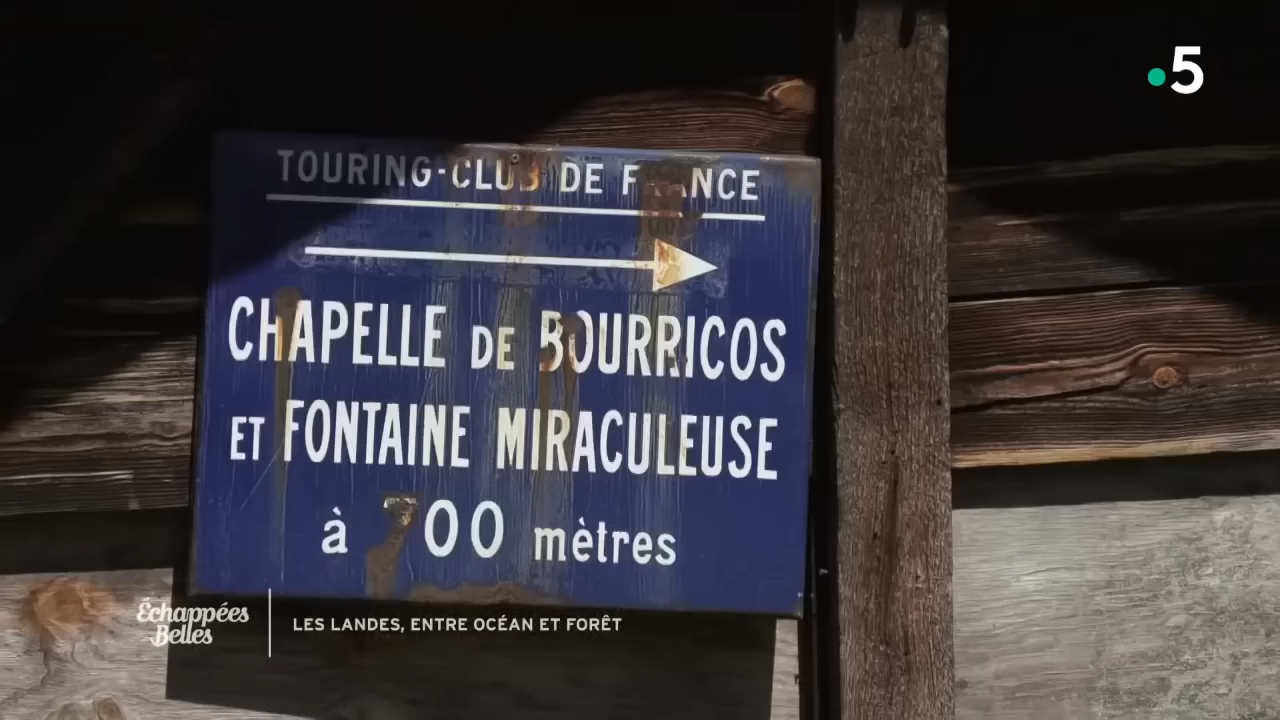 5
TOURING-CLUB DE FRANCE
CHAPELLE DE BOURRICOS
ET FONTAINE MIRACULEUSE
à 00 mètres
Échappées
Belles
LES LANDES, ENTRE OCÉAN ET FORÊT